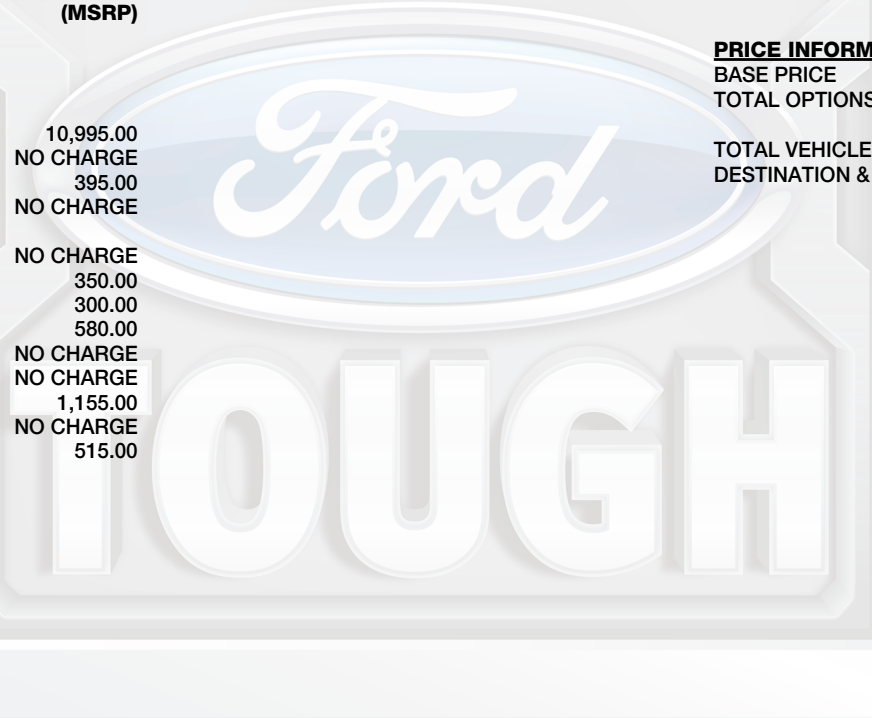 (MSRP)
10,995.00
NO CHARGE
395.00
NO CHARGE
NO CHARGE
350.00
300.00
580.00
NO CHARGE
NO CHARGE
1,155.00
NO CHARGE
515.00
PRICE INFORM
BASE PRICE
TOTAL OPTIONS
TOTAL VEHICLE
DESTINATION &
Ford
TOUGH